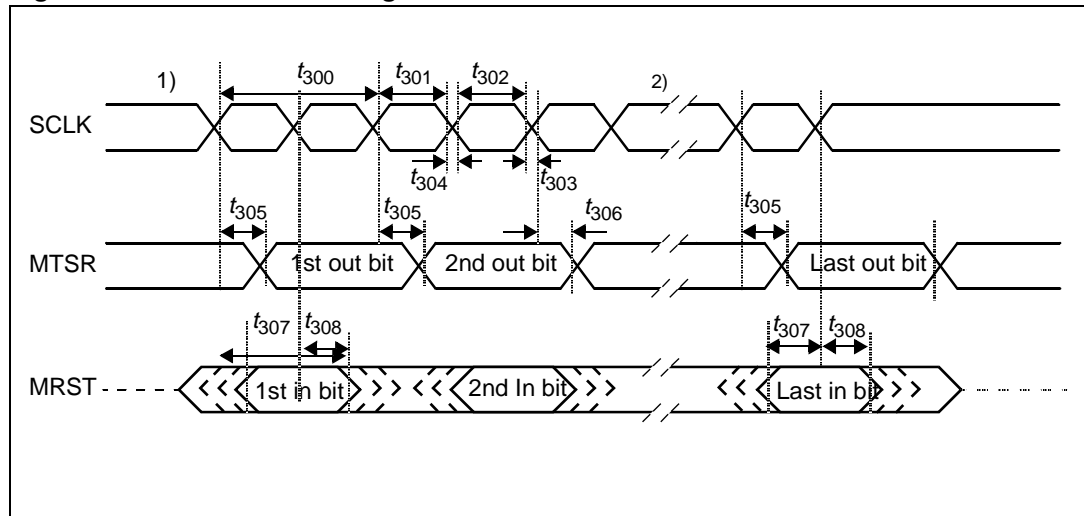 1)
t300
t301
t302
2)
SCLK
t304
t303
t305
t305
t306
t305
MTSR
1st out bit
2nd out bit
Last out bit
t307
t308
t307
t308
MRST
1st in bit
2nd In bit
Last in bit